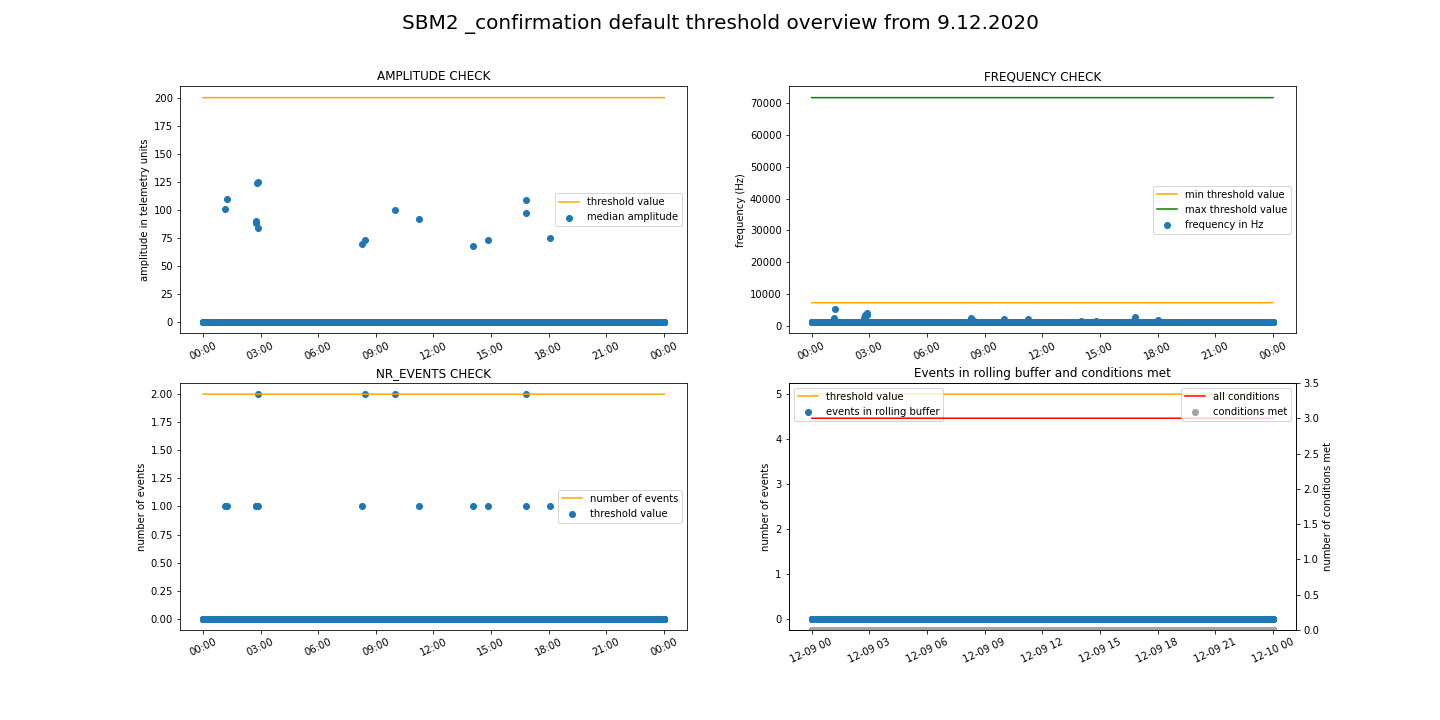 SBM2 _confirmation default threshold overview from 9.12.2020
AMPLITUDE CHECK
amplitude in telemetry units
200
175
150
125
100
75
50
25
0
threshold value
median amplitude
00:00 03:00 06:00 09:00 12:00 15:00 18:00 21:00 00:00
FREQUENCY CHECK
frequency (Hz)
70000
60000
50000
40000
30000
20000
10000
0
min threshold value
max threshold value
frequency in Hz
00:00 03:00 06:00 09:00 12:00 15:00 18:00 21:00 00:00
NR_EVENTS CHECK
number of events
2.00
1.75
1.50
1.25
1.00
0.75
0.50
0.25
0.00
number of events
threshold value
00:00 03:00 06:00 09:00 12:00 15:00 18:00 21:00 00:00
Events in rolling buffer and conditions met
number of events
5
4
3
2
1
0
threshold value
events in rolling buffer
all conditions
conditions met
3.5
3.0
2.5
2.0
1.5
1.0
0.5
0.0
number of conditions met
12-09 00 12-09 03 12-09 06 12-09 09 12-09 12 12-09 15 12-09 18 12-09 21 12-10 00